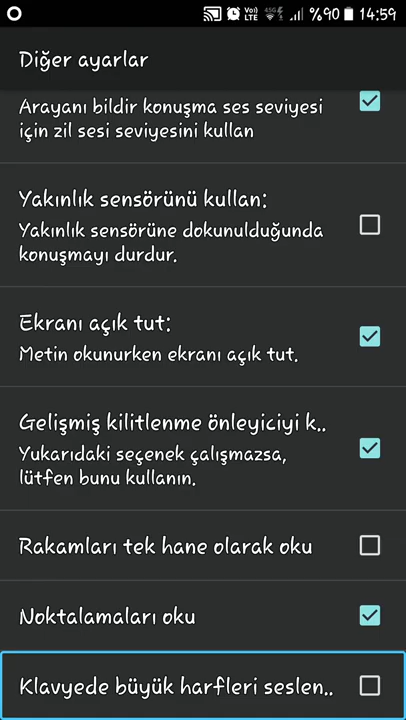 %90 14:59
Diğer ayarlar
Arayanı bildir konuşma ses seviyesi
için zil sesi seviyesini kullan
Yakınlık sensörünü kullan:
Yakınlık sensörüne dokunulduğunda
konuşmayı durdur.
Ekranı açık tut:
Metin okunurken ekranı açık tut.
Gelişmiş kilitlenme önleyiciyi k..
Yukarıdaki seçenek çalışmazsa,
lütfen bunu kullanın.
Rakamları tek hane olarak oku
Noktalamaları oku
Klavyede büyük harfleri seslen..